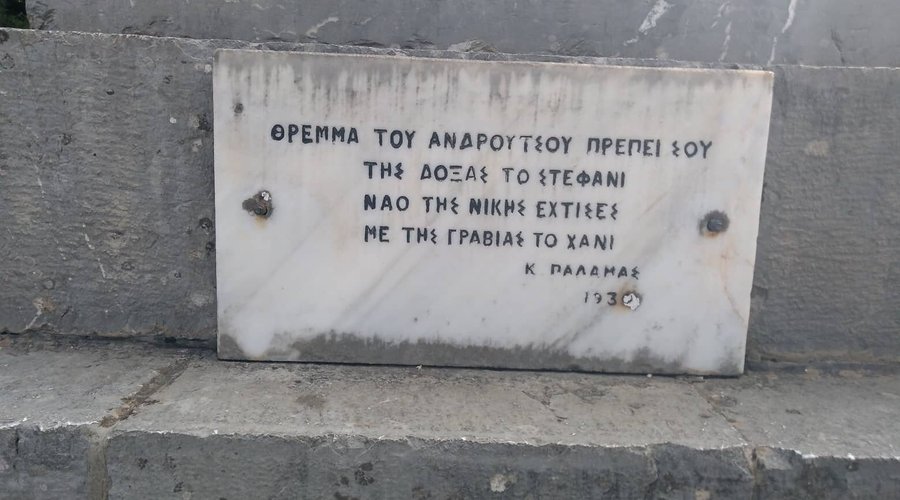 ΘΡΕΜΜΑ ΤΟΥ ΑΝΔΡΟΥΤΣΟΥ ΠΡΕΠΕΙ ΣΟΥ
ΤΗΣ ΔΟΞΑΣ ΤΟ ΣΤΕΦΑΝΙ
ΝΑΟ ΤΗΣ ΝΙΚΗΣ ΕΧΤΙΣΕΣ
ΜΕ ΤΗΣ ΓΡΑΒΙΑΣ ΤΟ ΧΑΝΙ
Κ ΠΑΛΑΜΑΣ